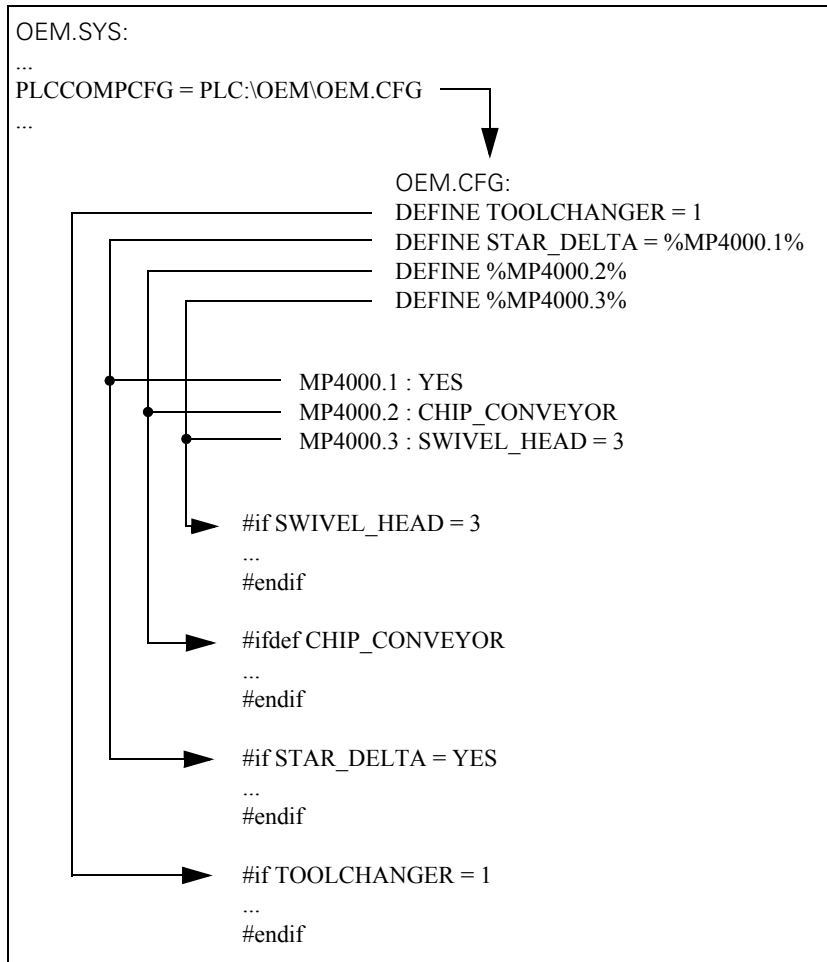 OEM.SYS:
...
PLCCOMPCFG = PLC:\OEM\OEM.CFG
...
OEM.CFG:
DEFINE TOOLCHANGER = 1
DEFINE STAR_DELTA = %MP4000.1%
DEFINE %MP4000.2%
DEFINE %MP4000.3%
MP4000.1 : YES
MP4000.2 : CHIP_CONVEYOR
MP4000.3 : SWIVEL_HEAD = 3
#if SWIVEL_HEAD = 3
...
#endif
#ifdef CHIP_CONVEYOR
...
#endif
#if STAR_DELTA = YES
...
#endif
#if TOOLCHANGER = 1
...
#endif